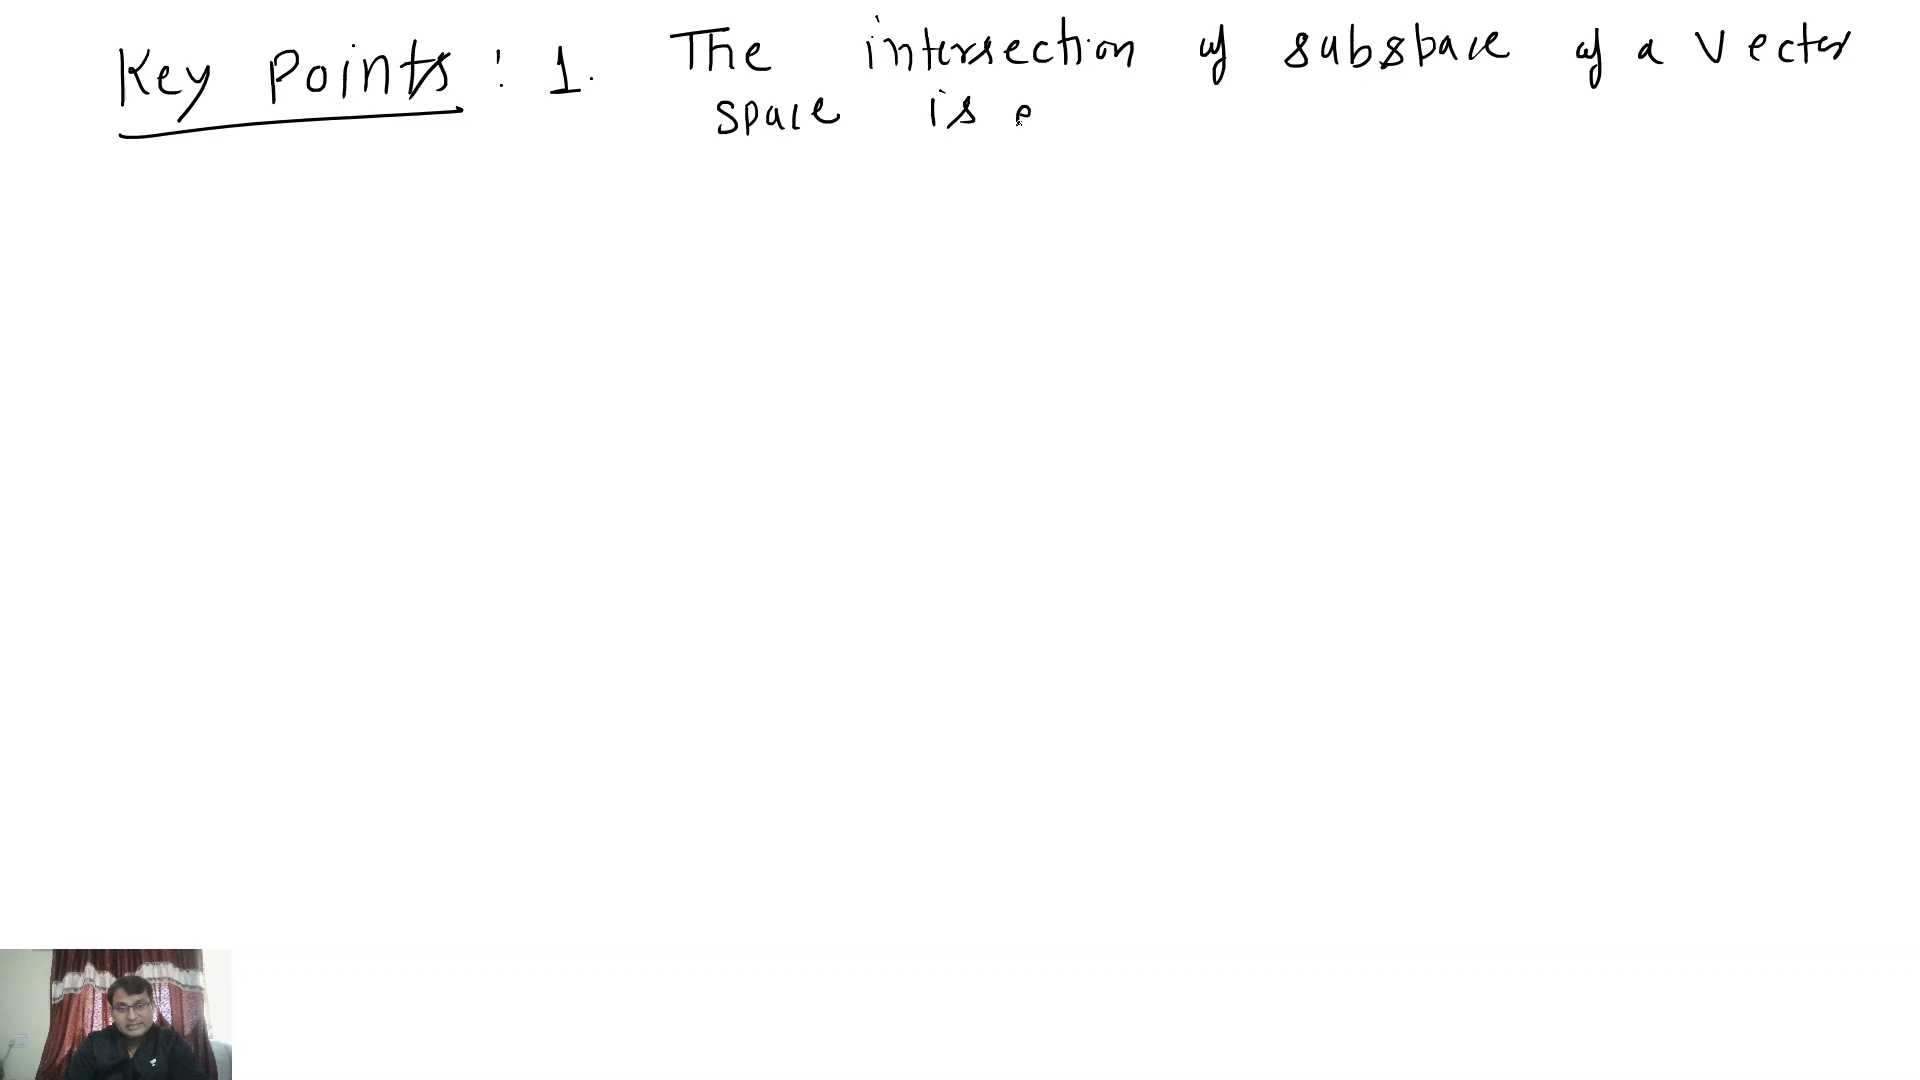 Key Points : 1. The intersection of subspace of a Vector
space is